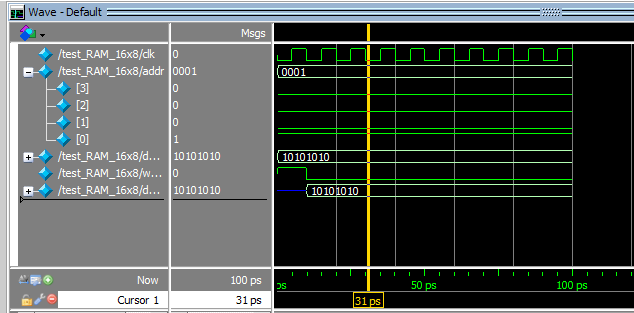 Wave - Default
Msgs
/test_RAM_16x8/clk 0
/test_RAM_16x8/addr 0001 0001
[3] 0
[2] 0
[1] 0
[0] 1
/test_RAM_16x8/d... 10101010 10101010
/test_RAM_16x8/w... 0
/test_RAM_16x8/d... 10101010 10101010
Now 100 ps ps 50 ps 100 ps
Cursor 1 31 ps 31 ps